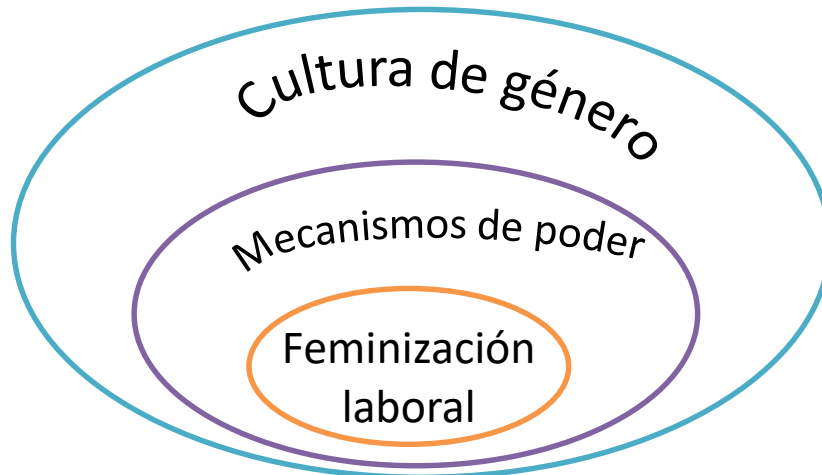 Cultura de género
Mecanismos de poder
Feminización
laboral